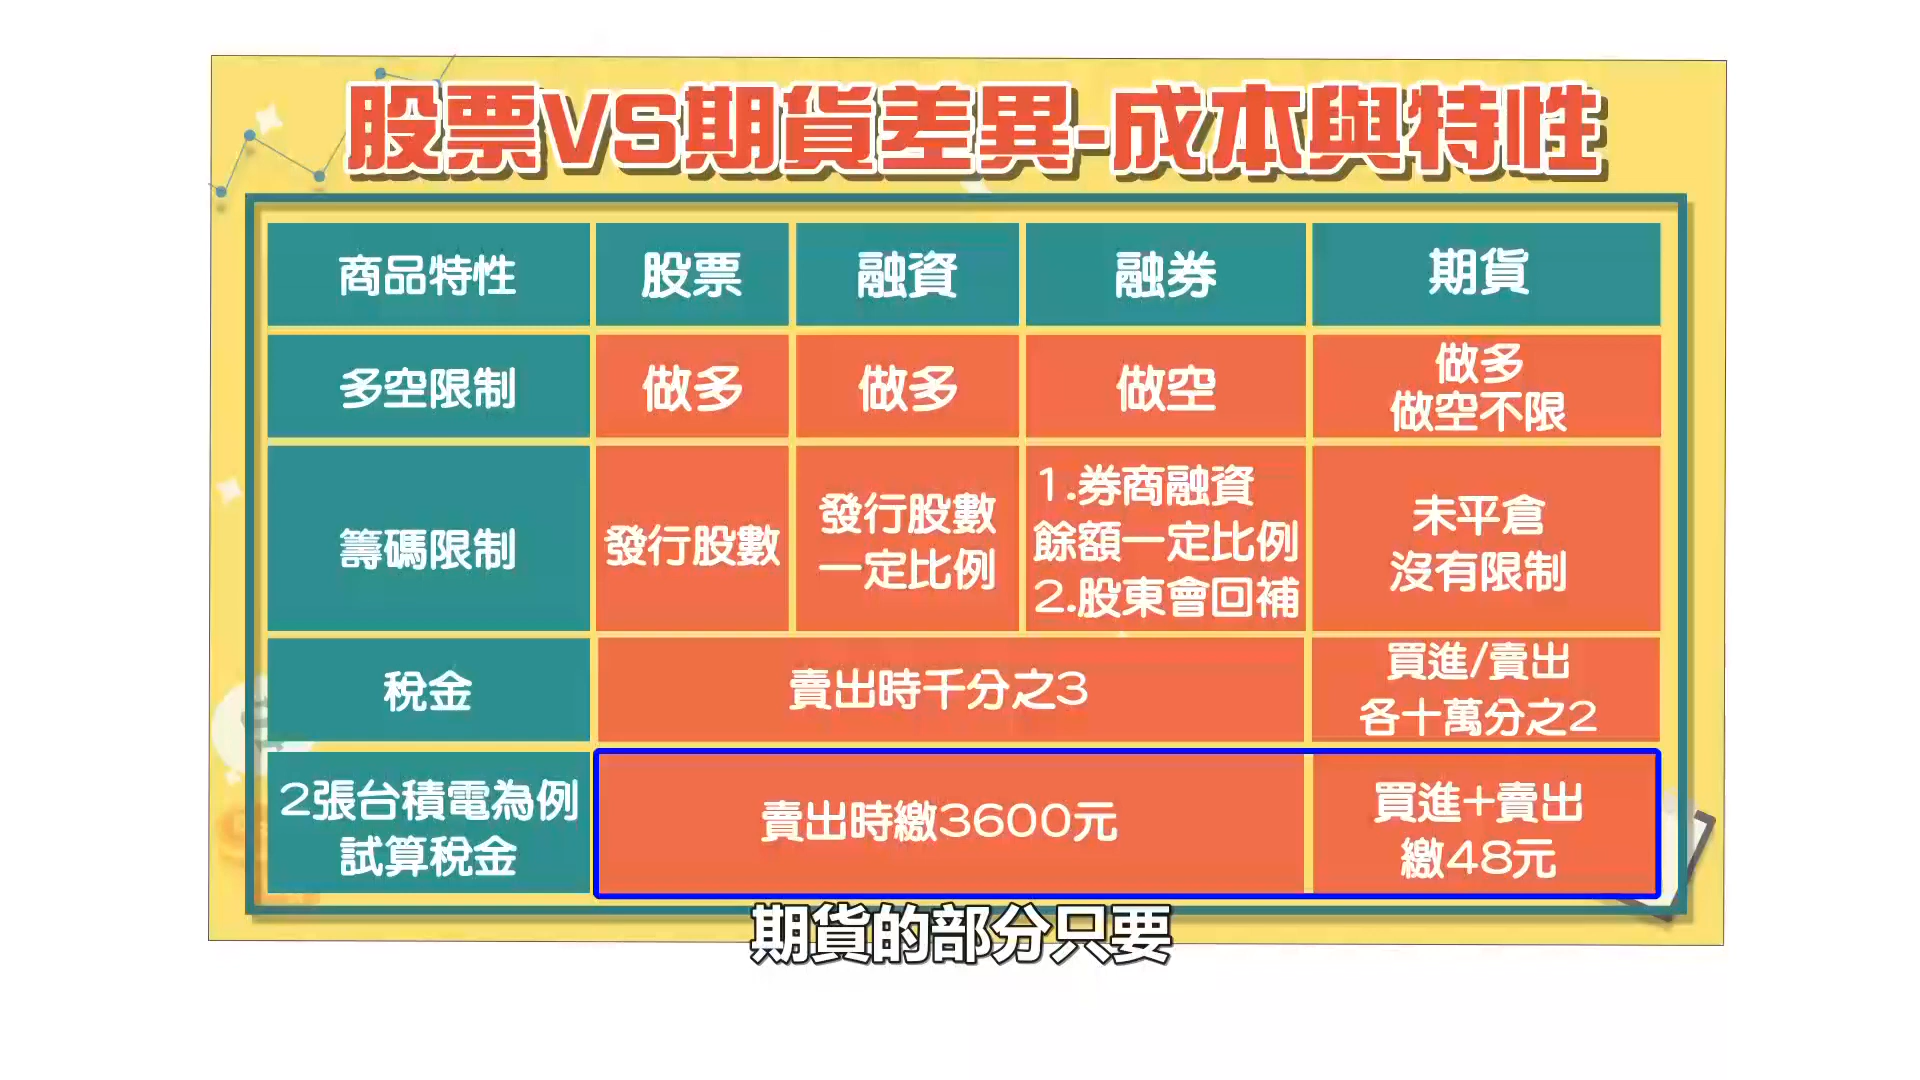 股票VS期貨差異-成本與特性
商品特性
股票
融資
融券
期貨
多空限制
做多
做多
做空
做多
做空不限
籌碼限制
發行股數
發行股數
一定比例
1.券商融資
餘額一定比例
2.股東會回補
未平倉
沒有限制
稅金
賣出時千分之3
買進/賣出
各十萬分之2
2張台積電為例
試算稅金
賣出時繳3600元
買進+賣出
繳48元
期貨的部分只要